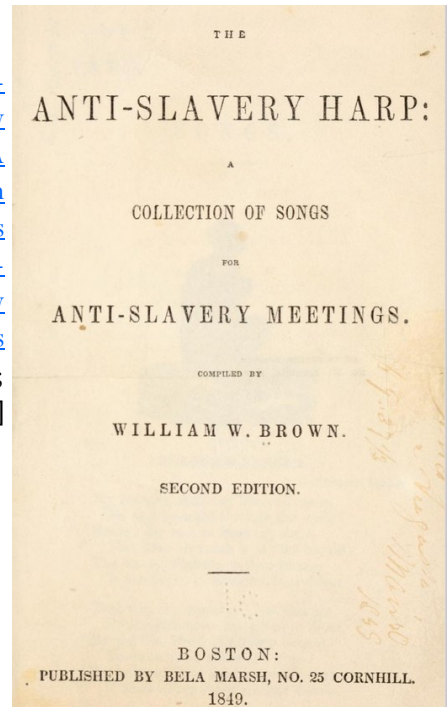 THE
ANTI-SLAVERY HARP:
A
COLLECTION OF SONGS
FOR
ANTI-SLAVERY MEETINGS.
COMPILED BY
WILLIAM W. BROWN.
SECOND EDITION.
BOSTON:
PUBLISHED BY BELA MARSH, NO. 25 CORNHILL.
1849.